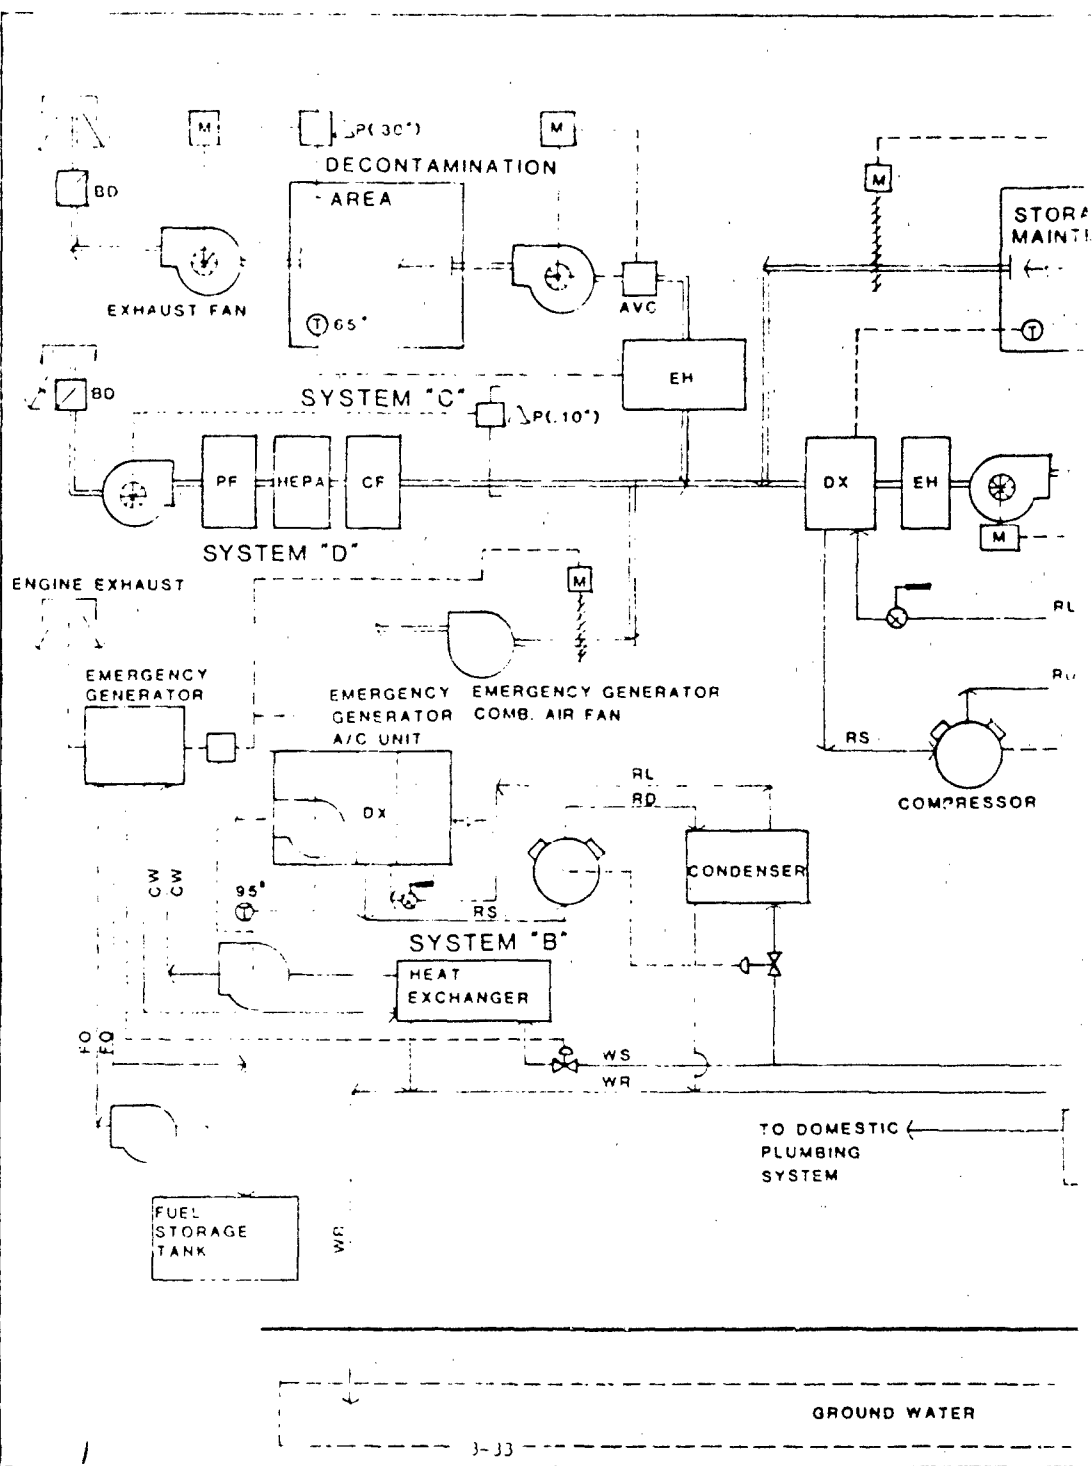 M
P(.30")
M
DECONTAMINATION
AREA
BD
M
STORA
MAINT
EXHAUST FAN
T 65°
AVC
T
BD
EH
SYSTEM "C"
P(.10")
PF
HEPA
CF
DX
EH
SYSTEM "D"
M
ENGINE EXHAUST
M
RL
EMERGENCY
GENERATOR
EMERGENCY
GENERATOR
A/C UNIT
EMERGENCY GENERATOR
COMB. AIR FAN
RS
RL
RD
COMPRESSOR
DX
CONDENSER
CW
CW
95°
T
RS
SYSTEM "B"
HEAT
EXCHANGER
FO
FO
WS
WR
TO DOMESTIC
PLUMBING
SYSTEM
FUEL
STORAGE
TANK
WR
GROUND WATER
3-33